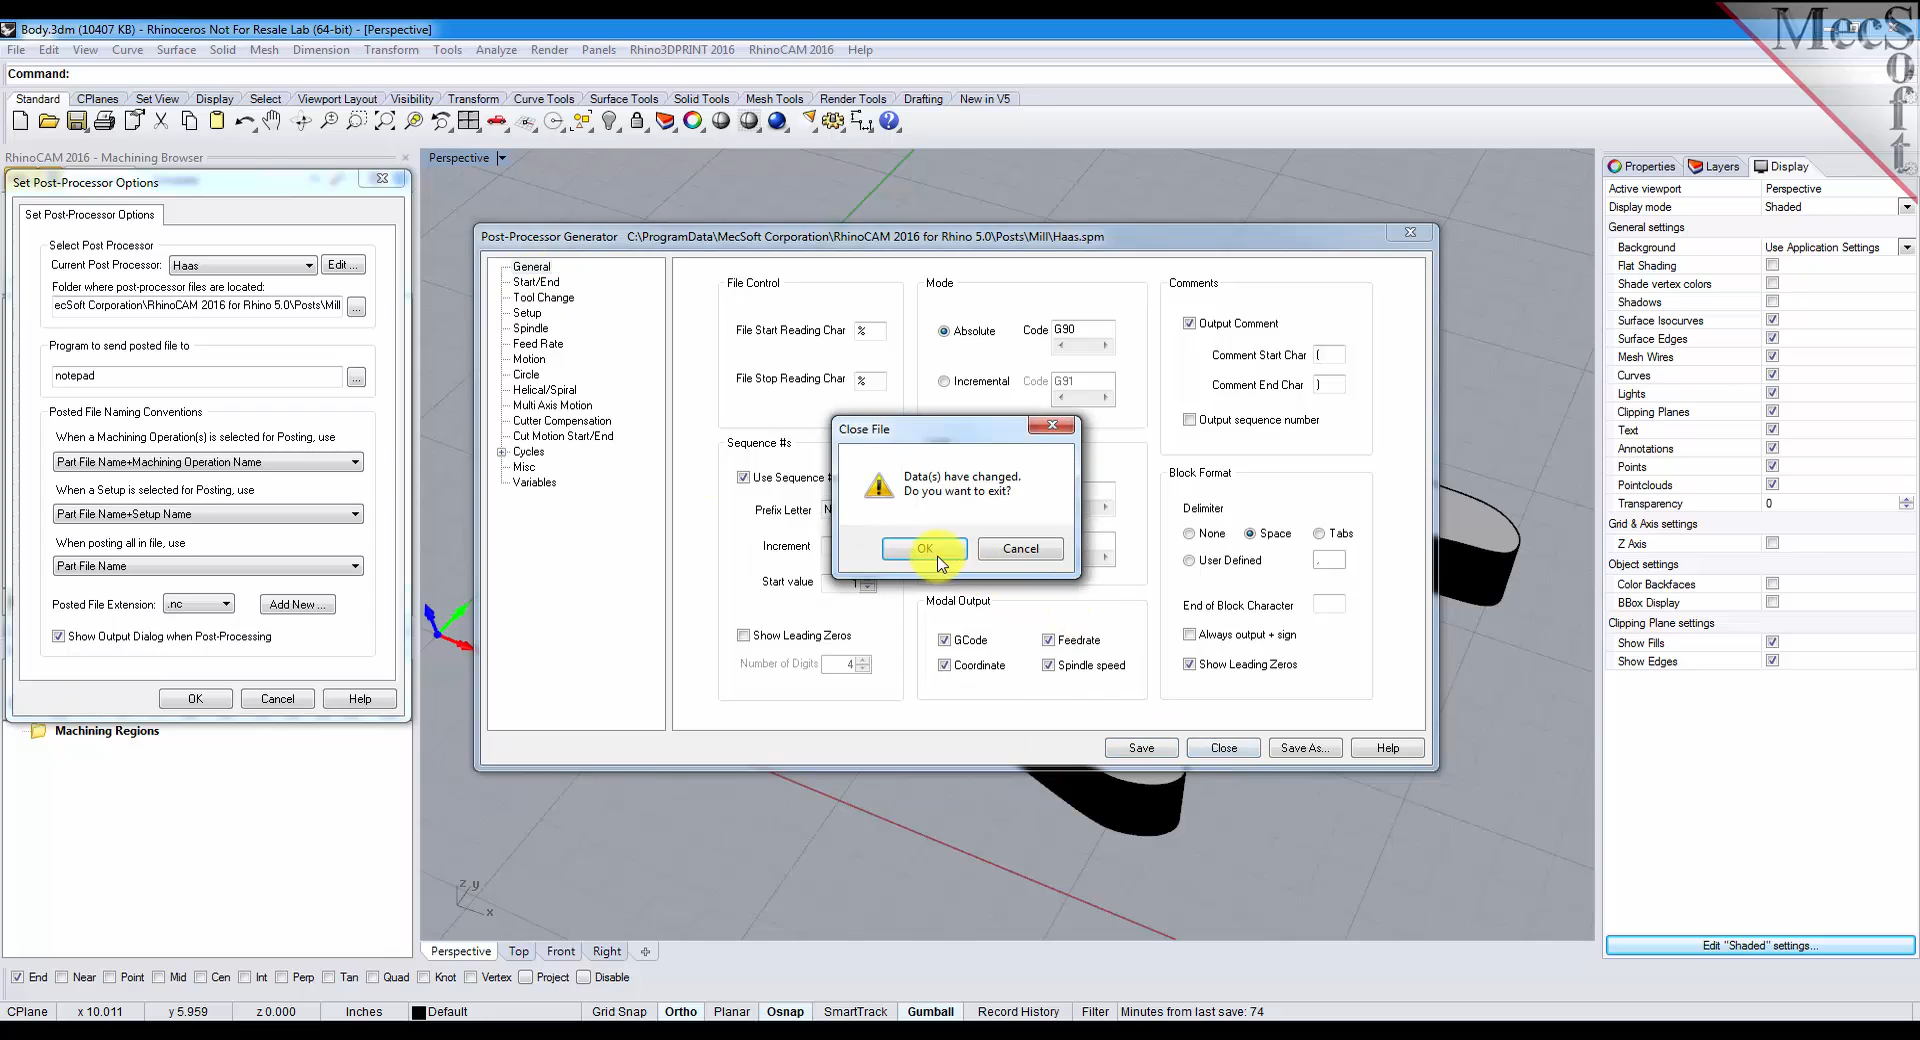 Body.3dm (10407 KB) - Rhinoceros Not For Resale Lab (64-bit) - [Perspective]
MecSoft
File Edit View Curve Surface Solid Mesh Dimension Transform Tools Analyze Render Panels Rhino3DPRINT 2016 RhinoCAM 2016 Help
Command:
Standard CPlanes Set View Display Select Viewport Layout Visibility Transform Curve Tools Surface Tools Solid Tools Mesh Tools Render Tools Drafting New in V5
RhinoCAM 2016 - Machining Browser
Set Post-Processor Options
Set Post-Processor Options
Select Post Processor
Current Post Processor: Haas Edit ...
Folder where post-processor files are located:
ecSoft Corporation\RhinoCAM 2016 for Rhino 5.0\Posts\Mill ...
Program to send posted file to
notepad ...
Posted File Naming Conventions
When a Machining Operation(s) is selected for Posting, use
Part File Name+Machining Operation Name
When a Setup is selected for Posting, use
Part File Name+Setup Name
When posting all in file, use
Part File Name
Posted File Extension: .nc Add New ...
Show Output Dialog when Post-Processing
OK Cancel Help
Machining Regions
Perspective
Post-Processor Generator C:\ProgramData\MecSoft Corporation\RhinoCAM 2016 for Rhino 5.0\Posts\Mill\Haas.spm
General
Start/End
Tool Change
Setup
Spindle
Feed Rate
Motion
Circle
Helical/Spiral
Multi Axis Motion
Cutter Compensation
Cut Motion Start/End
Cycles
Misc
Variables
File Control
File Start Reading Char %
File Stop Reading Char %
Sequence #s
Use Sequence #
Prefix Letter N
Increment
Start value 1
Show Leading Zeros
Number of Digits 4
Mode
Absolute Code G90
Incremental Code G91
Close File
Data(s) have changed.
Do you want to exit?
OK Cancel
Modal Output
GCode Feedrate
Coordinate Spindle speed
Comments
Output Comment
Comment Start Char (
Comment End Char )
Output sequence number
Block Format
Delimiter
None Space Tabs
User Defined ,
End of Block Character
Always output + sign
Show Leading Zeros
Save Close Save As... Help
z y
x
Properties Layers Display
Active viewport Perspective
Display mode Shaded
General settings
Background Use Application Settings
Flat Shading
Shade vertex colors
Shadows
Surface Isocurves
Surface Edges
Mesh Wires
Curves
Lights
Clipping Planes
Text
Annotations
Points
Pointclouds
Transparency 0
Grid & Axis settings
Z Axis
Object settings
Color Backfaces
BBox Display
Clipping Plane settings
Show Fills
Show Edges
Edit "Shaded" settings...
Perspective Top Front Right
End Near Point Mid Cen Int Perp Tan Quad Knot Vertex Project Disable
CPlane x 10.011 y 5.959 z 0.000 Inches Default Grid Snap Ortho Planar Osnap SmartTrack Gumball Record History Filter Minutes from last save: 74